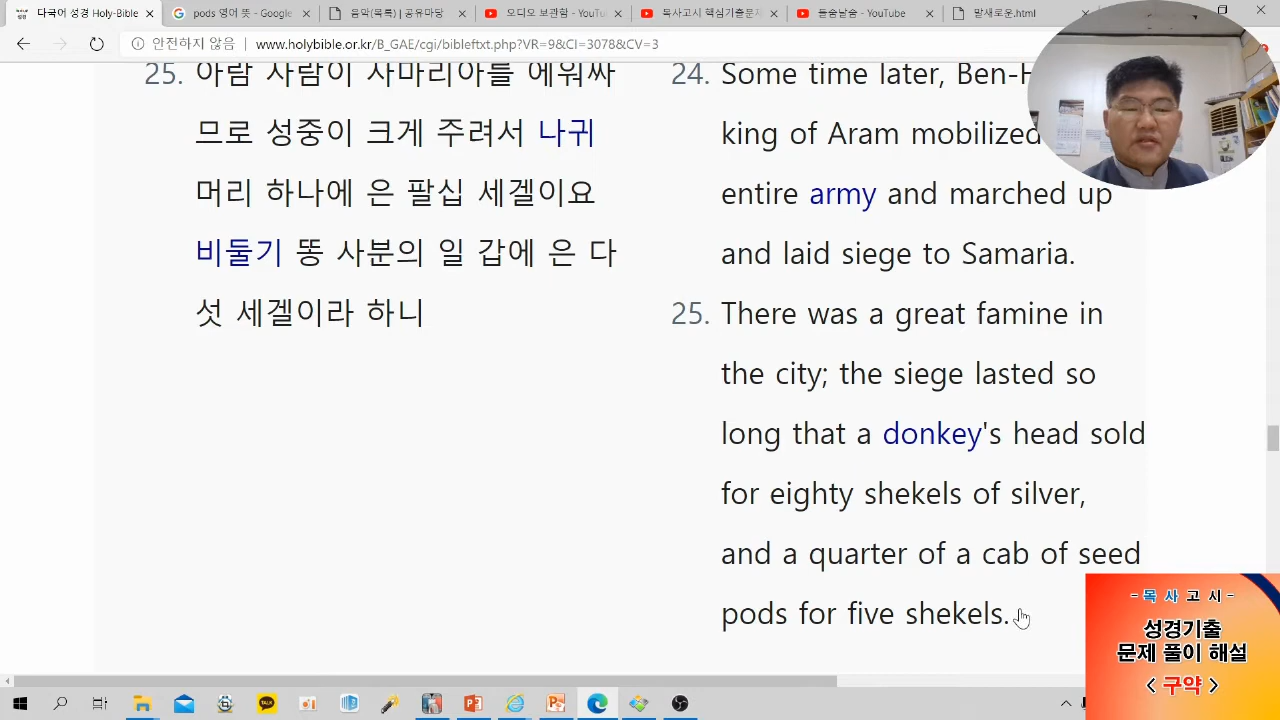 다국어 성경 Holy-Bible
pods 영어 뜻 - Google
음악(목록) | 공유마당
오디오 보관함 - YouTu
목사고시 핵심기출문제
들숨날숨 - YouTube
말새로운.html
안전하지 않음
www.holybible.or.kr/B_GAE/cgi/bibleftxt.php?VR=9&CI=3078&CV=3
25. 아람 사람이 사마리아를 에워싸
므로 성중이 크게 주려서 나귀
머리 하나에 은 팔십 세겔이요
비둘기 똥 사분의 일 갑에 은 다
섯 세겔이라 하니
24. Some time later, Ben-H
king of Aram mobilized
entire army and marched up
and laid siege to Samaria.
25. There was a great famine in
the city; the siege lasted so
long that a donkey's head sold
for eighty shekels of silver,
and a quarter of a cab of seed
pods for five shekels.
- 목 사 고 시 -
성경기출
문제 풀이 해설
< 구약 >